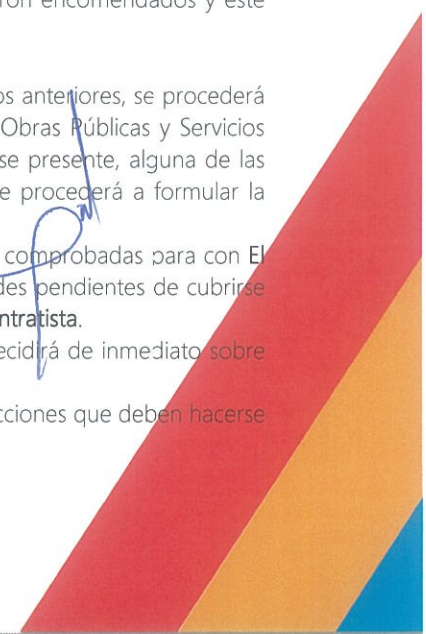 ron encomendados y este
os anteriores, se procederá
Obras Públicas y Servicios
se presente, alguna de las
e procederá a formular la
comprobadas para con El
des pendientes de cubrirse
ntratista.
ecidirá de inmediato sobre
cciones que deben hacerse